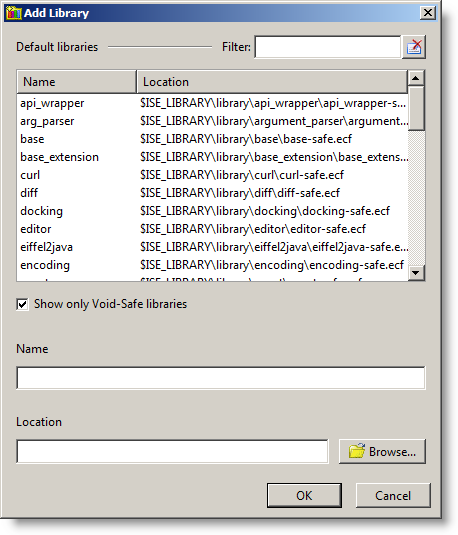 Add Library
Default libraries Filter:
Name Location
api_wrapper $ISE_LIBRARY\library\api_wrapper\api_wrapper-s...
arg_parser $ISE_LIBRARY\library\argument_parser\argument...
base $ISE_LIBRARY\library\base\base-safe.ecf
base_extension $ISE_LIBRARY\library\base_extension\base_extens...
curl $ISE_LIBRARY\library\curl\curl-safe.ecf
diff $ISE_LIBRARY\library\diff\diff-safe.ecf
docking $ISE_LIBRARY\library\docking\docking-safe.ecf
editor $ISE_LIBRARY\library\editor\editor-safe.ecf
eiffel2java $ISE_LIBRARY\library\eiffel2java\eiffel2java-safe.e...
encoding $ISE_LIBRARY\library\encoding\encoding-safe.ecf
Show only Void-Safe libraries
Name
Location
Browse...
OK Cancel